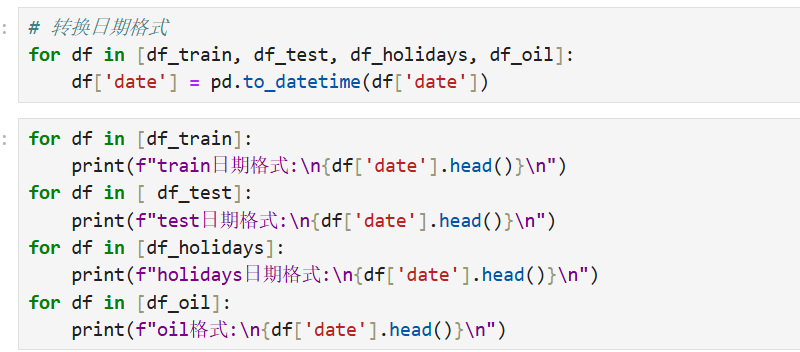 : # 转换日期格式
for df in [df_train, df_test, df_holidays, df_oil]:
    df['date'] = pd.to_datetime(df['date'])
: for df in [df_train]:
    print(f"train日期格式:\n{df['date'].head()}\n")
for df in [ df_test]:
    print(f"test日期格式:\n{df['date'].head()}\n")
for df in [df_holidays]:
    print(f"holidays日期格式:\n{df['date'].head()}\n")
for df in [df_oil]:
    print(f"oil格式:\n{df['date'].head()}\n")